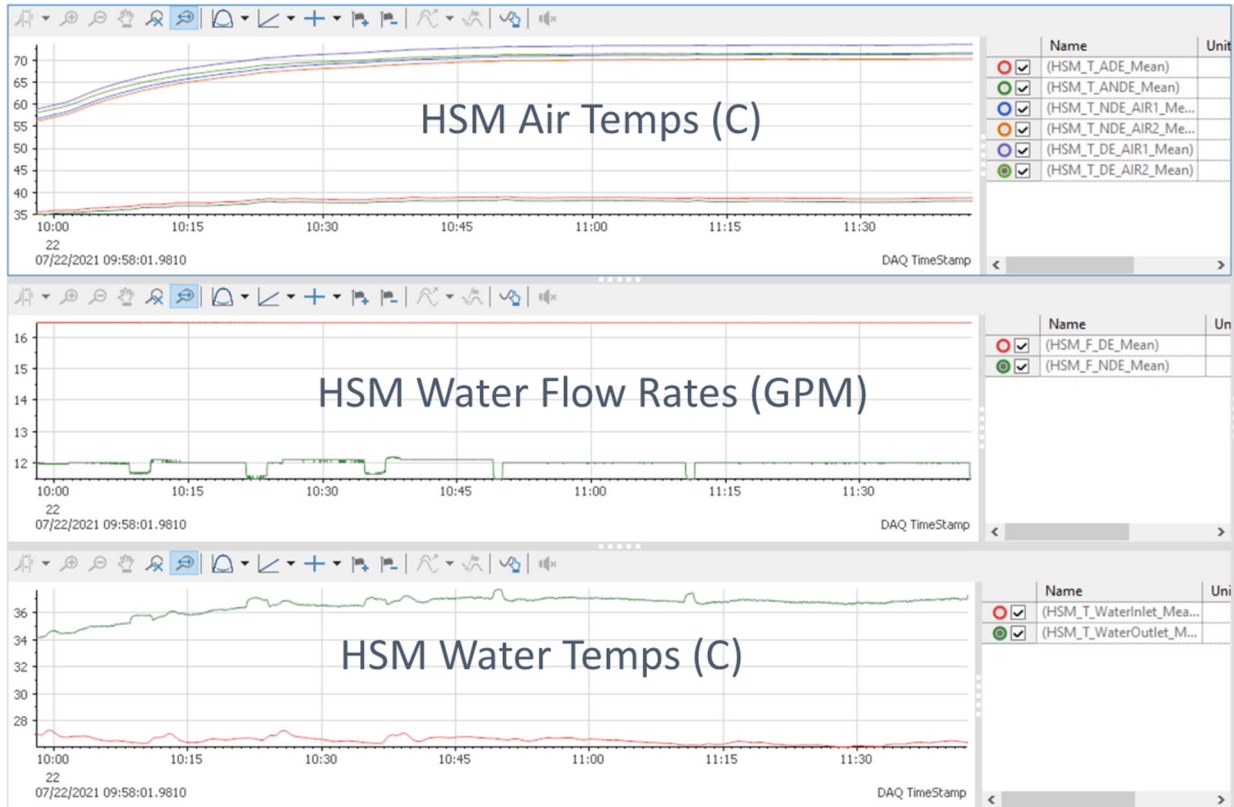 Name Unit
70
65
60
55
50
45
40
35
HSM Air Temps (C)
(HSM_T_ADE_Mean)
(HSM_T_ANDE_Mean)
(HSM_T_NDE_AIR1_Me...
(HSM_T_NDE_AIR2_Me...
(HSM_T_DE_AIR1_Mean)
(HSM_T_DE_AIR2_Mean)
10:00 10:15 10:30 10:45 11:00 11:15 11:30
22
07/22/2021 09:58:01.9810 DAQ TimeStamp
Name Un
16
15
14
13
12
HSM Water Flow Rates (GPM)
(HSM_F_DE_Mean)
(HSM_F_NDE_Mean)
10:00 10:15 10:30 10:45 11:00 11:15 11:30
22
07/22/2021 09:58:01.9810 DAQ TimeStamp
Name Uni
36
34
32
30
28
HSM Water Temps (C)
(HSM_T_WaterInlet_Mea...
(HSM_T_WaterOutlet_M...
10:00 10:15 10:30 10:45 11:00 11:15 11:30
22
07/22/2021 09:58:01.9810 DAQ TimeStamp